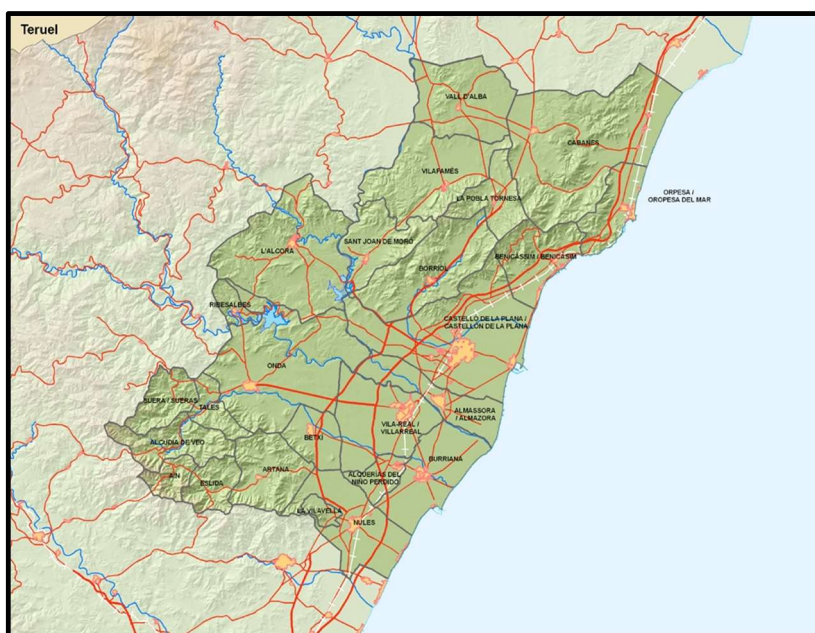 Teruel
VALL D'ALBA
CABANES
VILAFAMÉS
LA POBLA TORNESA
ORPESA /
OROPESA DEL MAR
SANT JOAN DE MORÓ
L'ALCORA
BENICÀSSIM / BENICASIM
BORRIOL
RIBESALBES
CASTELLÓ DE LA PLANA /
CASTELLÓN DE LA PLANA
ONDA
SUERA / SUERAS
TALES
ALMASSORA
/ ALMAZORA
VILA-REAL /
VILLARREAL
BETXÍ
ALCUDIA DE VEO
BURRIANA
ARTANA
ALQUERÍAS DEL
NIÑO PERDIDO
AÍN
ESLIDA
LA VILAVELLA
NULES